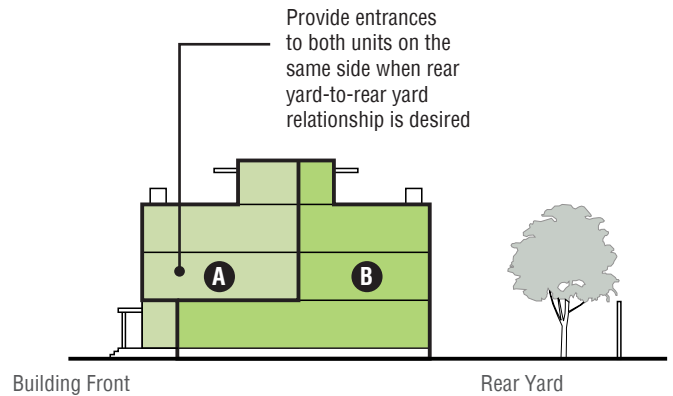 Provide entrances
to both units on the
same side when rear
yard-to-rear yard
relationship is desired
A
B
Building Front
Rear Yard